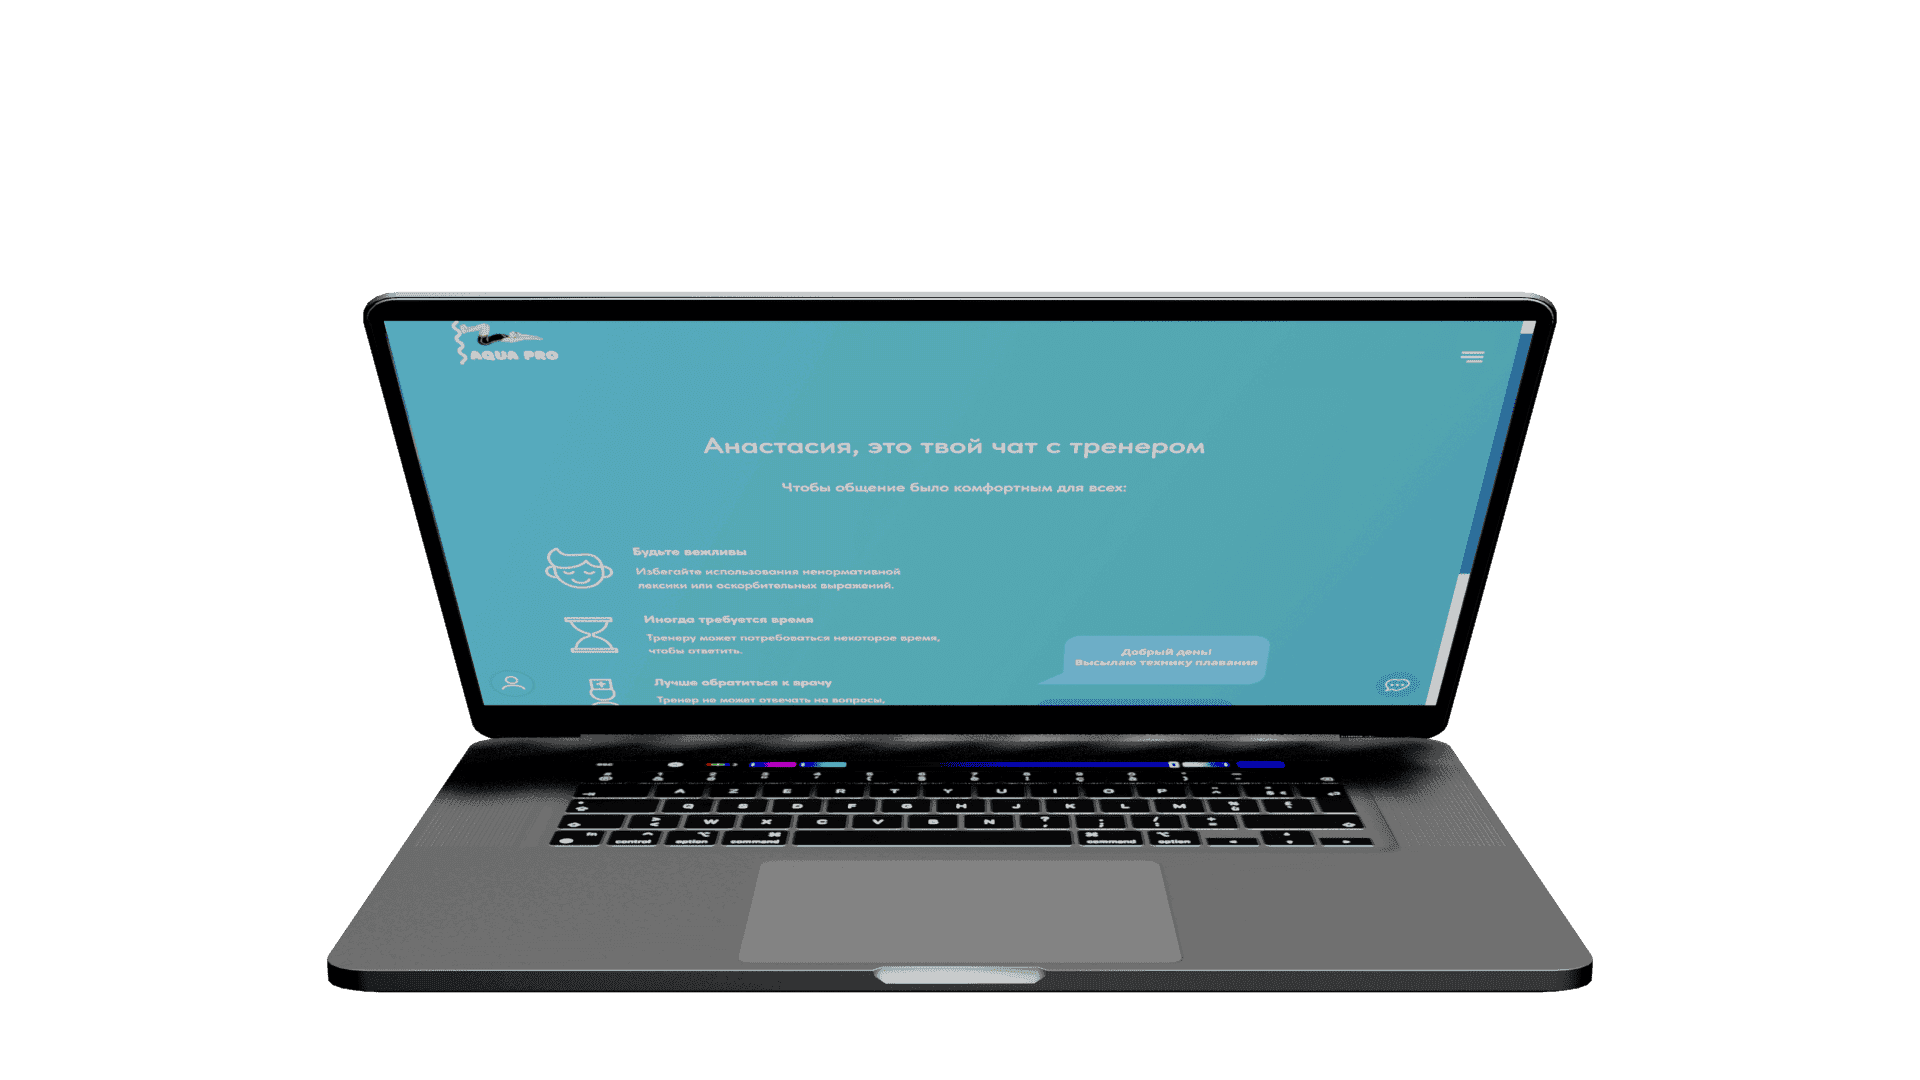 AQUA PRO
Анастасия, это твой чат с тренером
Чтобы общение было комфортным для всех:
Будьте вежливы
Избегайте использования ненормативной
лексики или оскорбительных выражений.
Иногда требуется время
Тренеру может потребоваться некоторое время,
чтобы ответить.
Лучше обратиться к врачу
Тренер не может отвечать на вопросы,
Добрый день!
Высылаю технику плавания
A Z E R T Y U I O P
Q S D F G H J K L M
W X C V B N ? ; /
fn control option command command option